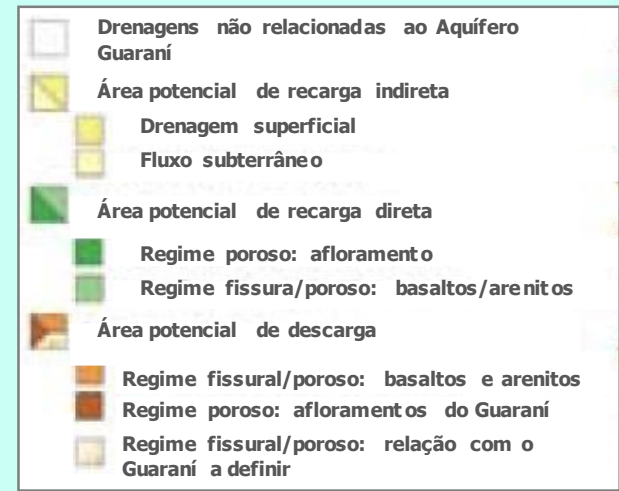 Drenagens não relacionadas ao Aquífero
Guaraní
Área potencial de recarga indireta
Drenagem superficial
Fluxo subterrâneo
Área potencial de recarga direta
Regime poroso: afloramento
Regime fissura/poroso: basaltos/arenitos
Área potencial de descarga
Regime fissural/poroso: basaltos e arenitos
Regime poroso: afloramentos do Guaraní
Regime fissural/poroso: relação com o
Guaraní a definir